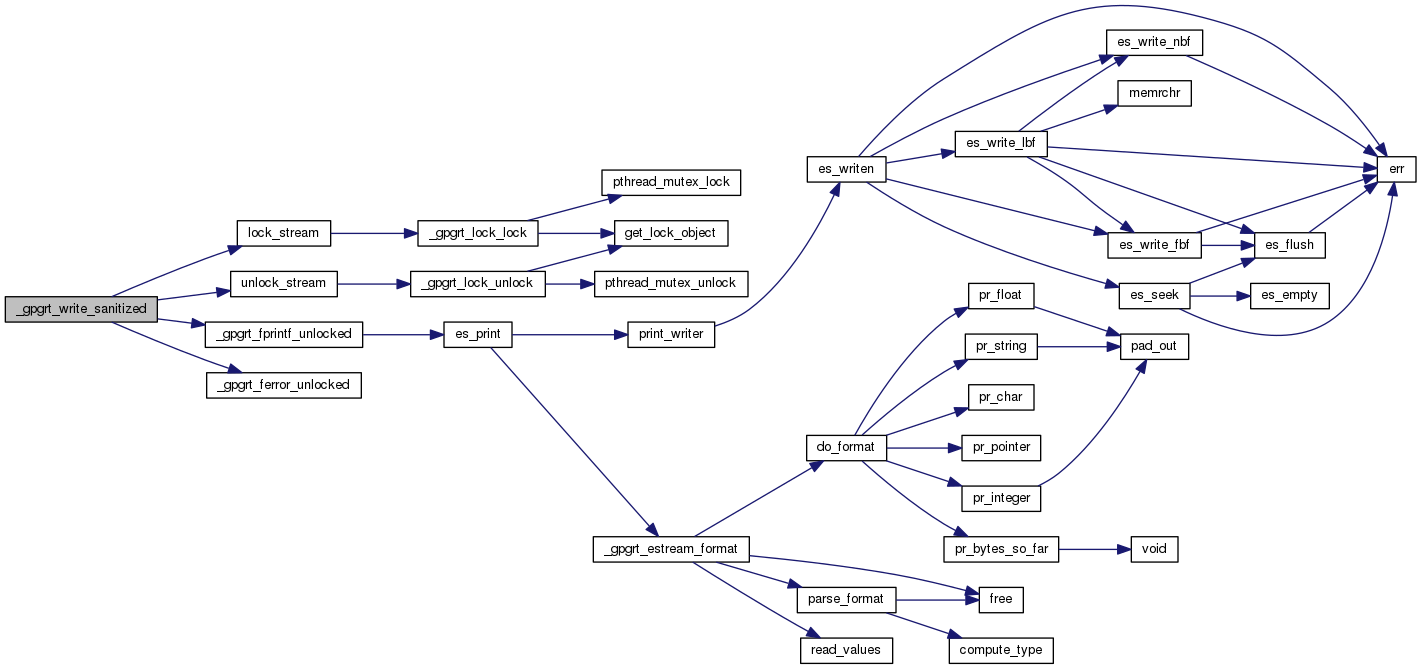 _gpgrt_write_sanitized
lock_stream
unlock_stream
_gpgrt_fprintf_unlocked
_gpgrt_ferror_unlocked
_gpgrt_lock_lock
_gpgrt_lock_unlock
es_print
pthread_mutex_lock
get_lock_object
pthread_mutex_unlock
print_writer
_gpgrt_estream_format
es_writen
do_format
parse_format
read_values
es_write_lbf
pr_float
pr_string
pr_char
pr_pointer
pr_integer
pr_bytes_so_far
free
compute_type
es_write_nbf
memrchr
es_write_fbf
es_seek
pad_out
void
es_flush
es_empty
err